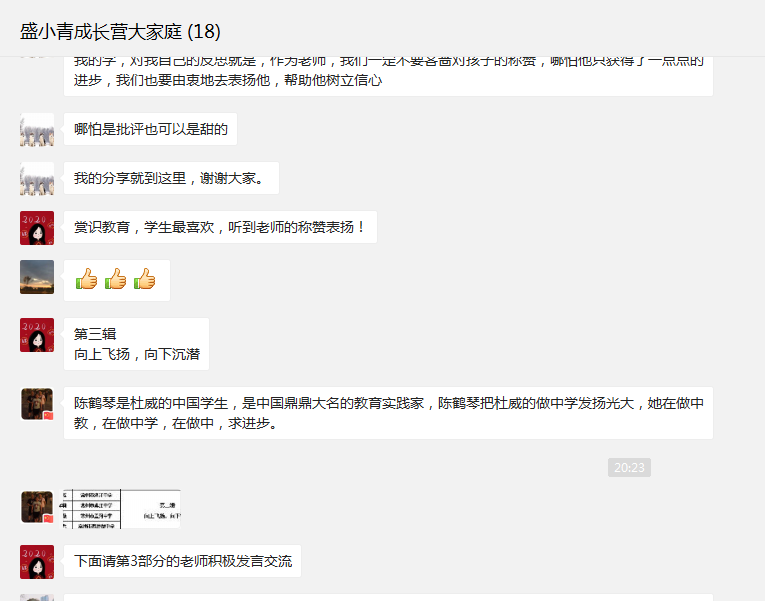 盛小青成长营大家庭 (18)
我的学，对我自己的反思就是，作为老师，我们一定不要吝啬对孩子的称赞，哪怕他只获得了一点点的
进步，我们也要由衷地去表扬他，帮助他树立信心
哪怕是批评也可以是甜的
我的分享就到这里，谢谢大家。
2020
赏识教育，学生最喜欢，听到老师的称赞表扬！
2020
第三辑
向上飞扬，向下沉潜
陈鹤琴是杜威的中国学生，是中国鼎鼎大名的教育实践家，陈鹤琴把杜威的做中学发扬光大，她在做中
教，在做中学，在做中，求进步。
20:23
2020
下面请第3部分的老师积极发言交流